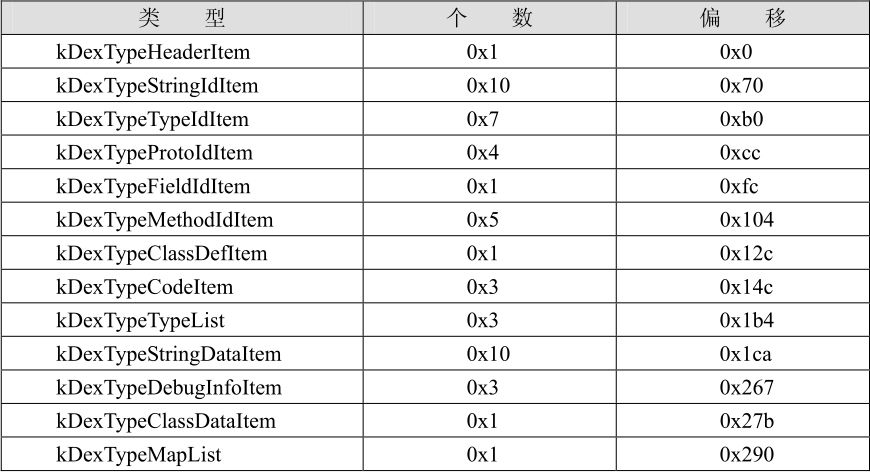 类 型 个 数 偏 移
kDexTypeHeaderItem 0x1 0x0
kDexTypeStringIdItem 0x10 0x70
kDexTypeTypeIdItem 0x7 0xb0
kDexTypeProtoIdItem 0x4 0xcc
kDexTypeFieldIdItem 0x1 0xfc
kDexTypeMethodIdItem 0x5 0x104
kDexTypeClassDefItem 0x1 0x12c
kDexTypeCodeItem 0x3 0x14c
kDexTypeTypeList 0x3 0x1b4
kDexTypeStringDataItem 0x10 0x1ca
kDexTypeDebugInfoItem 0x3 0x267
kDexTypeClassDataItem 0x1 0x27b
kDexTypeMapList 0x1 0x290